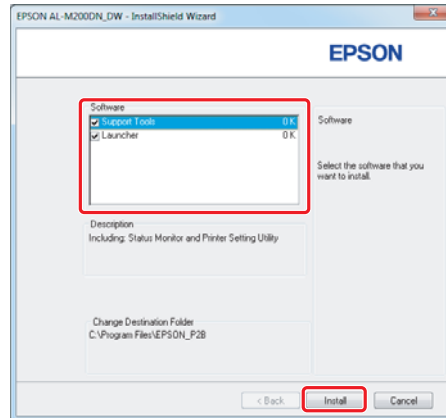 EPSON AL-M200DN_DW - InstallShield Wizard
EPSON
Software
Support Tools 0 K
Launcher 0 K
Software
Select the software that you
want to install.
Description
Including: Status Monitor and Printer Setting Utility
Change Destination Folder
C:\Program Files\EPSON_P2B
< Back
Install
Cancel